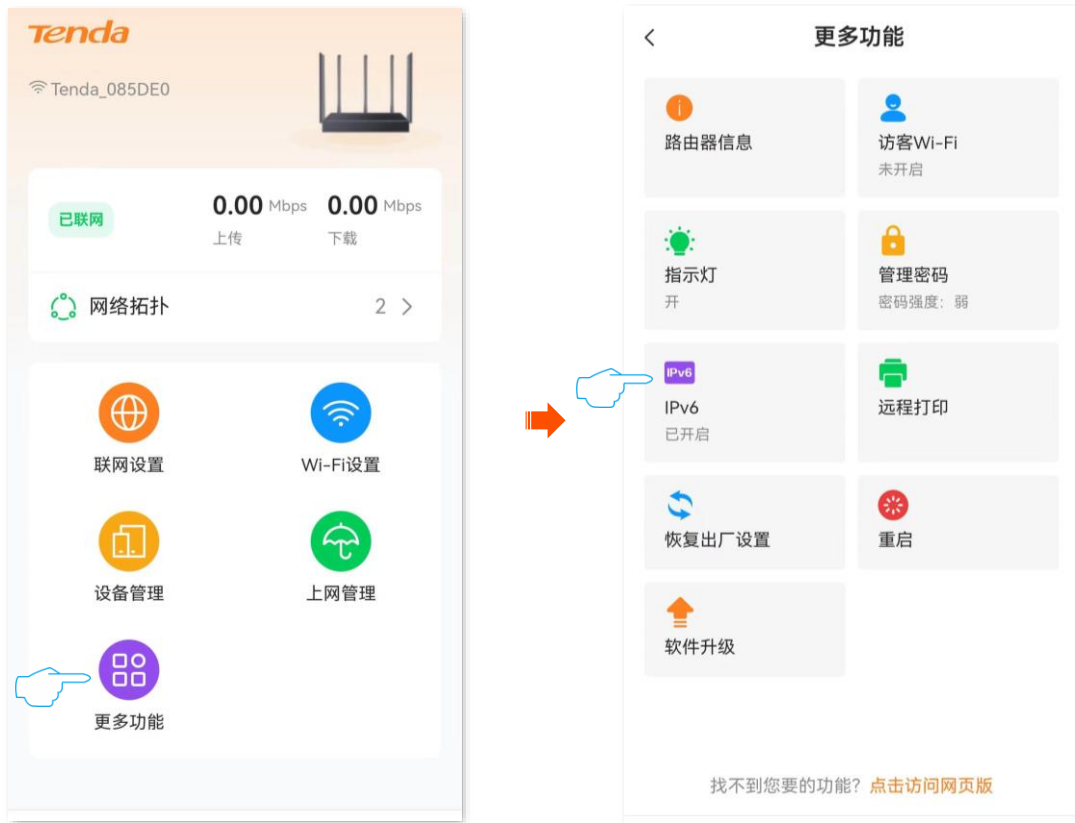 Tenda
Tenda_085DE0
已联网
0.00 Mbps 0.00 Mbps
上传 下载
网络拓扑 2
联网设置 Wi-Fi设置
设备管理 上网管理
更多功能
更多功能
路由器信息 访客Wi-Fi
未开启
指示灯 管理密码
开 密码强度：弱
IPv6
IPv6 远程打印
已开启
恢复出厂设置 重启
软件升级
找不到您要的功能？点击访问网页版